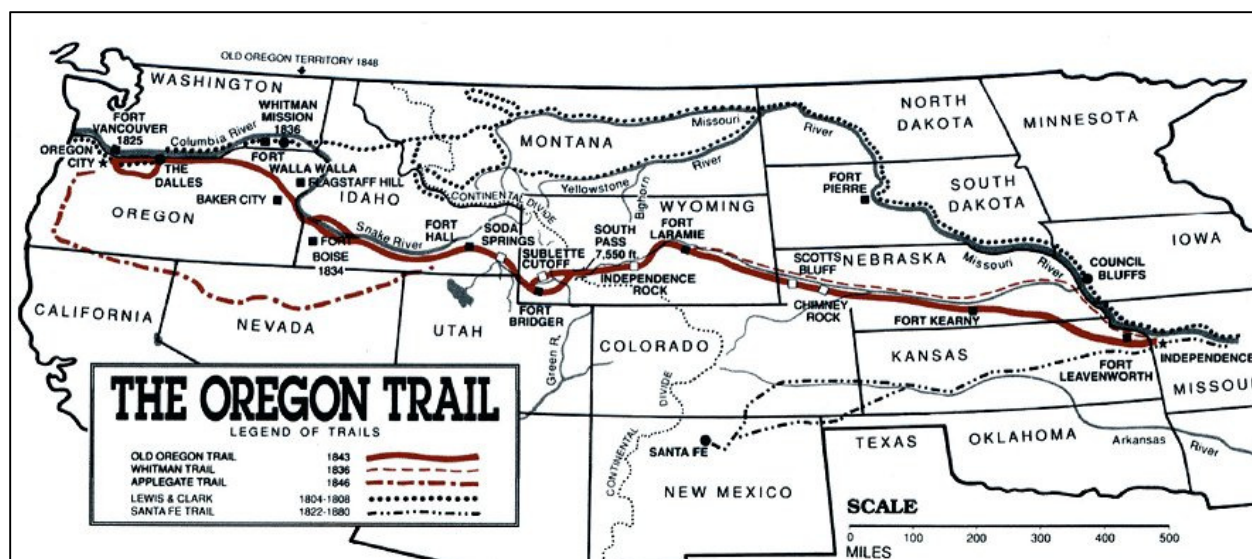 OLD OREGON TERRITORY 1848
WASHINGTON
FORT
VANCOUVER
1825
Columbia River
WHITMAN
MISSION
1836
FORT
WALLA WALLA
OREGON
CITY
THE
DALLES
FLAGSTAFF HILL
BAKER CITY
IDAHO
OREGON
FORT
BOISE
1834
Snake River
FORT
HALL
SODA
SPRINGS
MONTANA
Missouri
River
Yellowstone
River
Bighorn
CONTINENTAL DIVIDE
WYOMING
SOUTH
PASS
7,550 ft.
FORT
LARAMIE
SUBLETTE
CUTOFF
INDEPENDENCE
ROCK
FORT
BRIDGER
NORTH
DAKOTA
MINNESOTA
FORT
PIERRE
SOUTH
DAKOTA
IOWA
SCOTTS
BLUFF
NEBRASKA
Missouri
River
COUNCIL
BLUFFS
CHIMNEY
ROCK
FORT KEARNY
CALIFORNIA
NEVADA
UTAH
Green R.
COLORADO
KANSAS
FORT
LEAVENWORTH
INDEPENDENCE
MISSOURI
CONTINENTAL
DIVIDE
SANTA FE
NEW MEXICO
TEXAS
OKLAHOMA
Arkansas
River
THE OREGON TRAIL
LEGEND OF TRAILS
OLD OREGON TRAIL 1843
WHITMAN TRAIL 1836
APPLEGATE TRAIL 1846
LEWIS & CLARK 1804-1808
SANTA FE TRAIL 1822-1880
SCALE
0 100 200 300 400 500
MILES